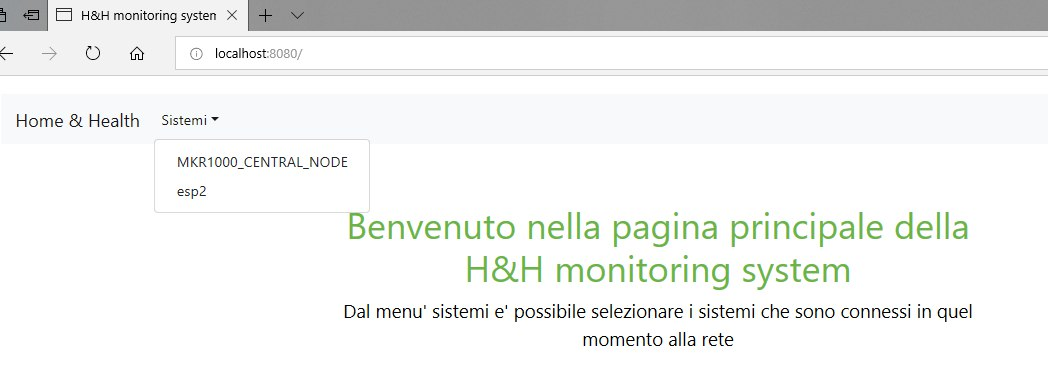 H&H monitoring system
localhost:8080/
Home & Health Sistemi
MKR1000_CENTRAL_NODE
esp2
Benvenuto nella pagina principale della
H&H monitoring system
Dal menu' sistemi e' possibile selezionare i sistemi che sono connessi in quel
momento alla rete